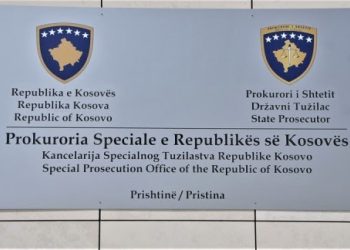 Republika e Kosovës
Republika Kosova
Republic of Kosovo
Prokurori i Shtetit
Državni Tužilac
State Prosecutor
Prokuroria Speciale e Republikës së Kosovës
Kancelarija Specialnog Tuzilastva Republike Kosovo
Special Prosecution Office of the Republic of Kosovo
Prishtinë / Pristina